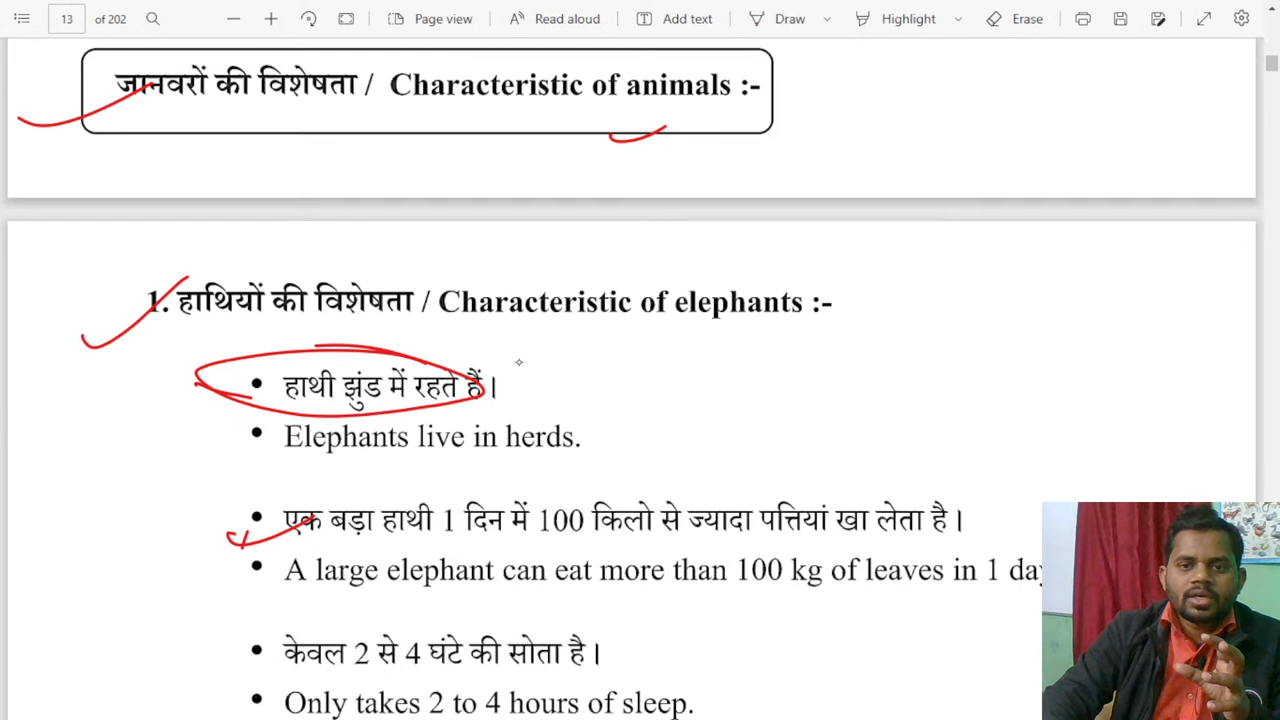 13 of 202 Page view Read aloud Add text Draw Highlight Erase
जानवरों की विशेषता / Characteristic of animals :-
1. हाथियों की विशेषता / Characteristic of elephants :-
• हाथी झुंड में रहते हैं।
• Elephants live in herds.
• एक बड़ा हाथी 1 दिन में 100 किलो से ज्यादा पत्तियां खा लेता है।
• A large elephant can eat more than 100 kg of leaves in 1 day
• केवल 2 से 4 घंटे की सोता है।
• Only takes 2 to 4 hours of sleep.